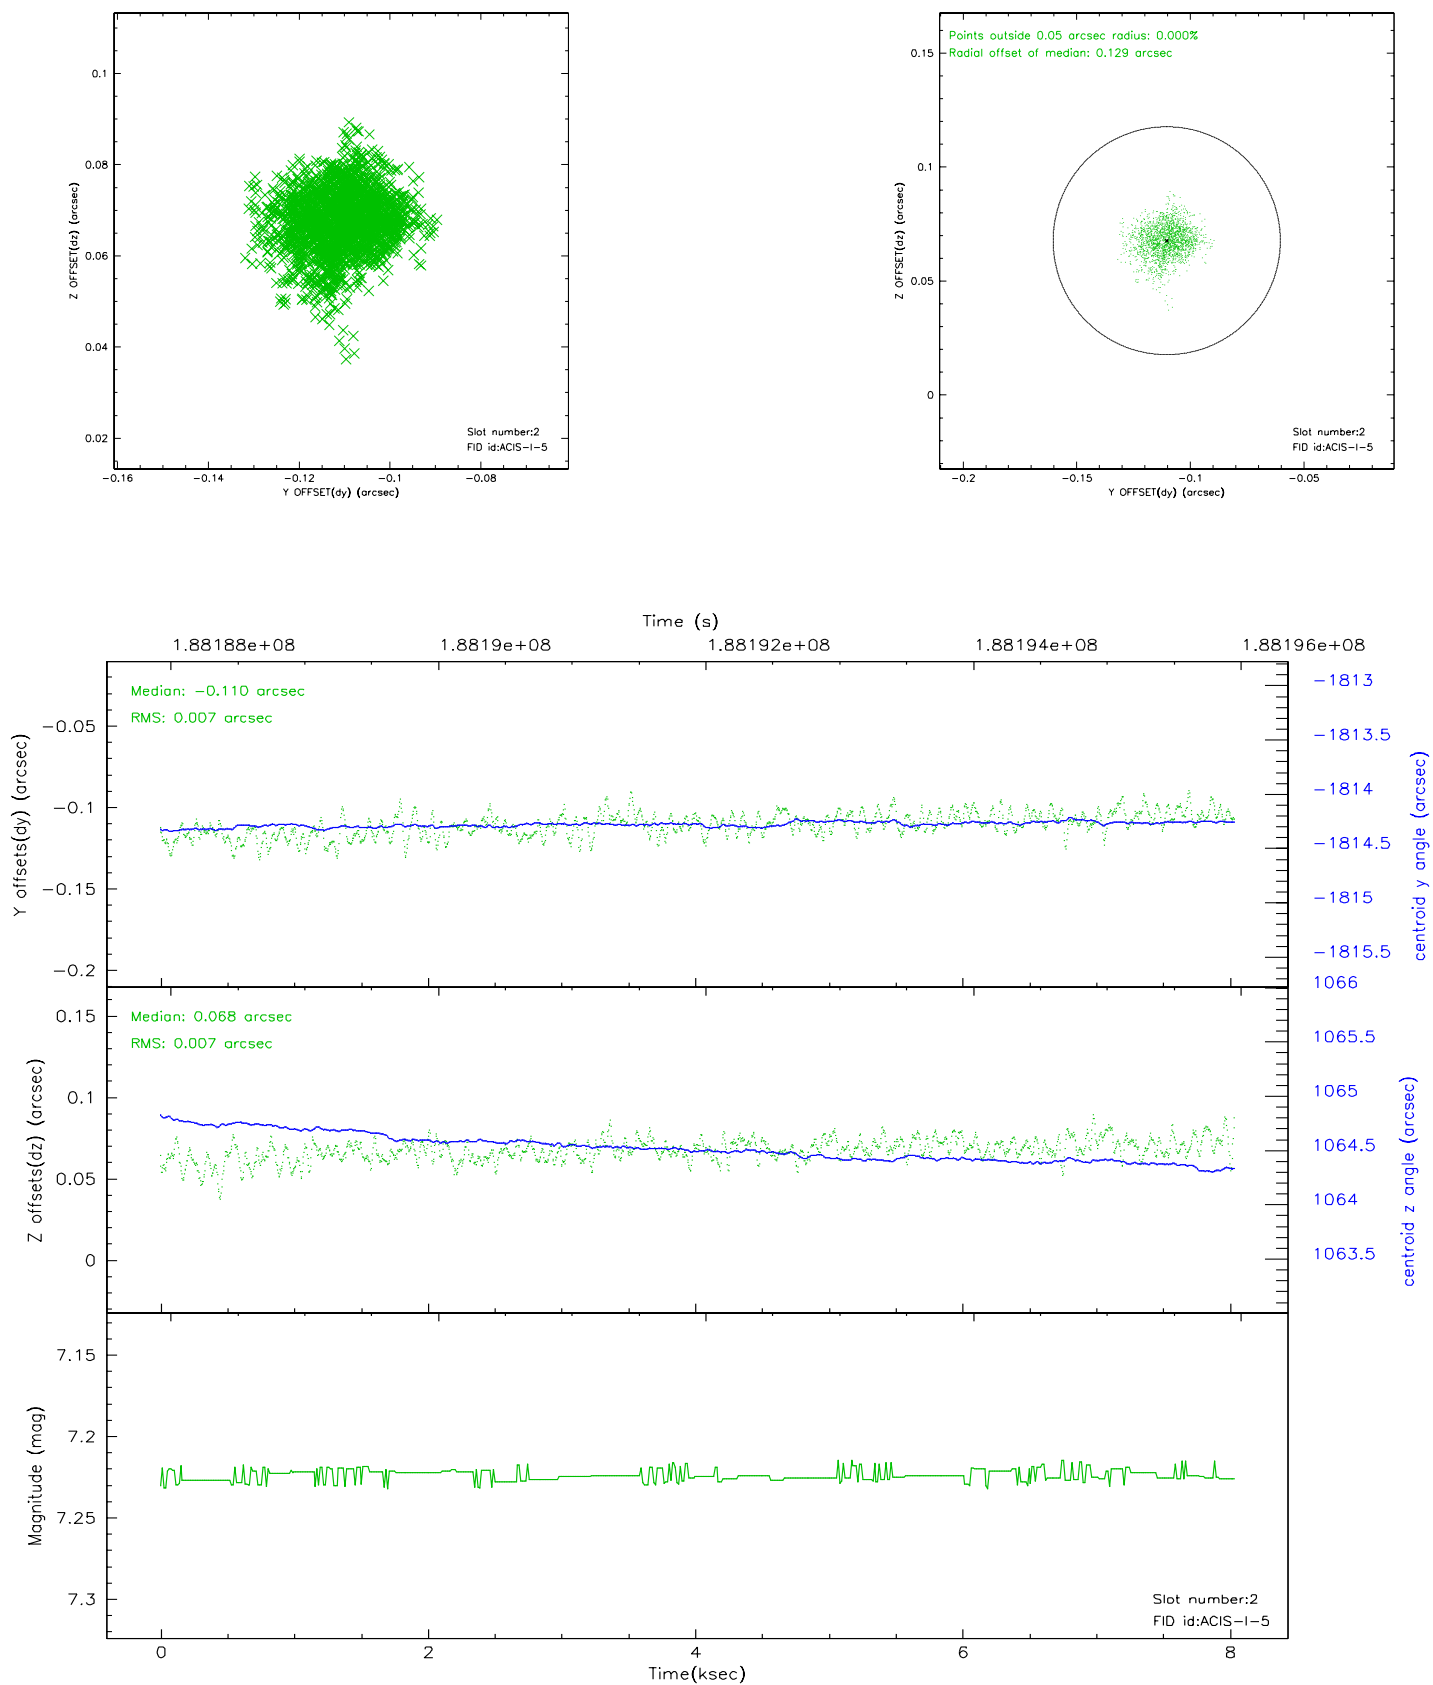 0.1
0.08
0.06
0.04
0.02
Z OFFSET(dz) (arcsec)
Slot number:2
FID id:ACIS-I-5
-0.16 -0.14 -0.12 -0.1 -0.08
Y OFFSET(dy) (arcsec)
Points outside 0.05 arcsec radius: 0.000%
Radial offset of median: 0.129 arcsec
0.15
0.1
0.05
0
Z OFFSET(dz) (arcsec)
Slot number:2
FID id:ACIS-I-5
-0.2 -0.15 -0.1 -0.05
Y OFFSET(dy) (arcsec)
Time (s)
1.88188e+08 1.8819e+08 1.88192e+08 1.88194e+08 1.88196e+08
Median: -0.110 arcsec
RMS: 0.007 arcsec
-0.05
-0.1
-0.15
-0.2
Y offsets(dy) (arcsec)
-1813
-1813.5
-1814
-1814.5
-1815
-1815.5
centroid y angle (arcsec)
Median: 0.068 arcsec
RMS: 0.007 arcsec
0.15
0.1
0.05
0
Z offsets(dz) (arcsec)
1066
1065.5
1065
1064.5
1064
1063.5
centroid z angle (arcsec)
7.15
7.2
7.25
7.3
Magnitude (mag)
Slot number:2
FID id:ACIS-I-5
0 2 4 6 8
Time(ksec)